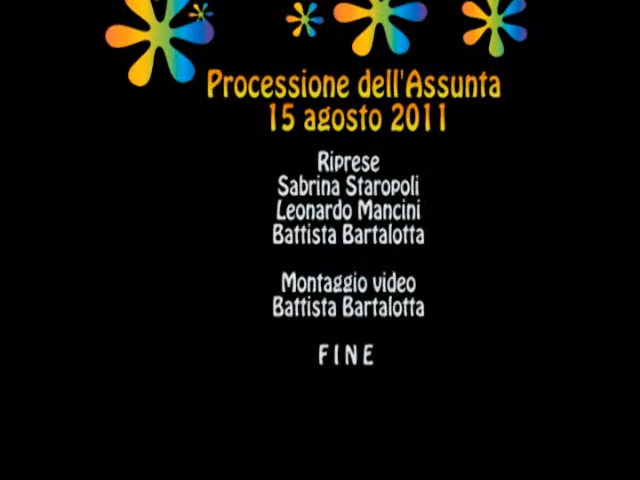 Processione dell'Assunta
15 agosto 2011
Riprese
Sabrina Staropoli
Leonardo Mancini
Battista Bartalotta
Montaggio video
Battista Bartalotta
FINE